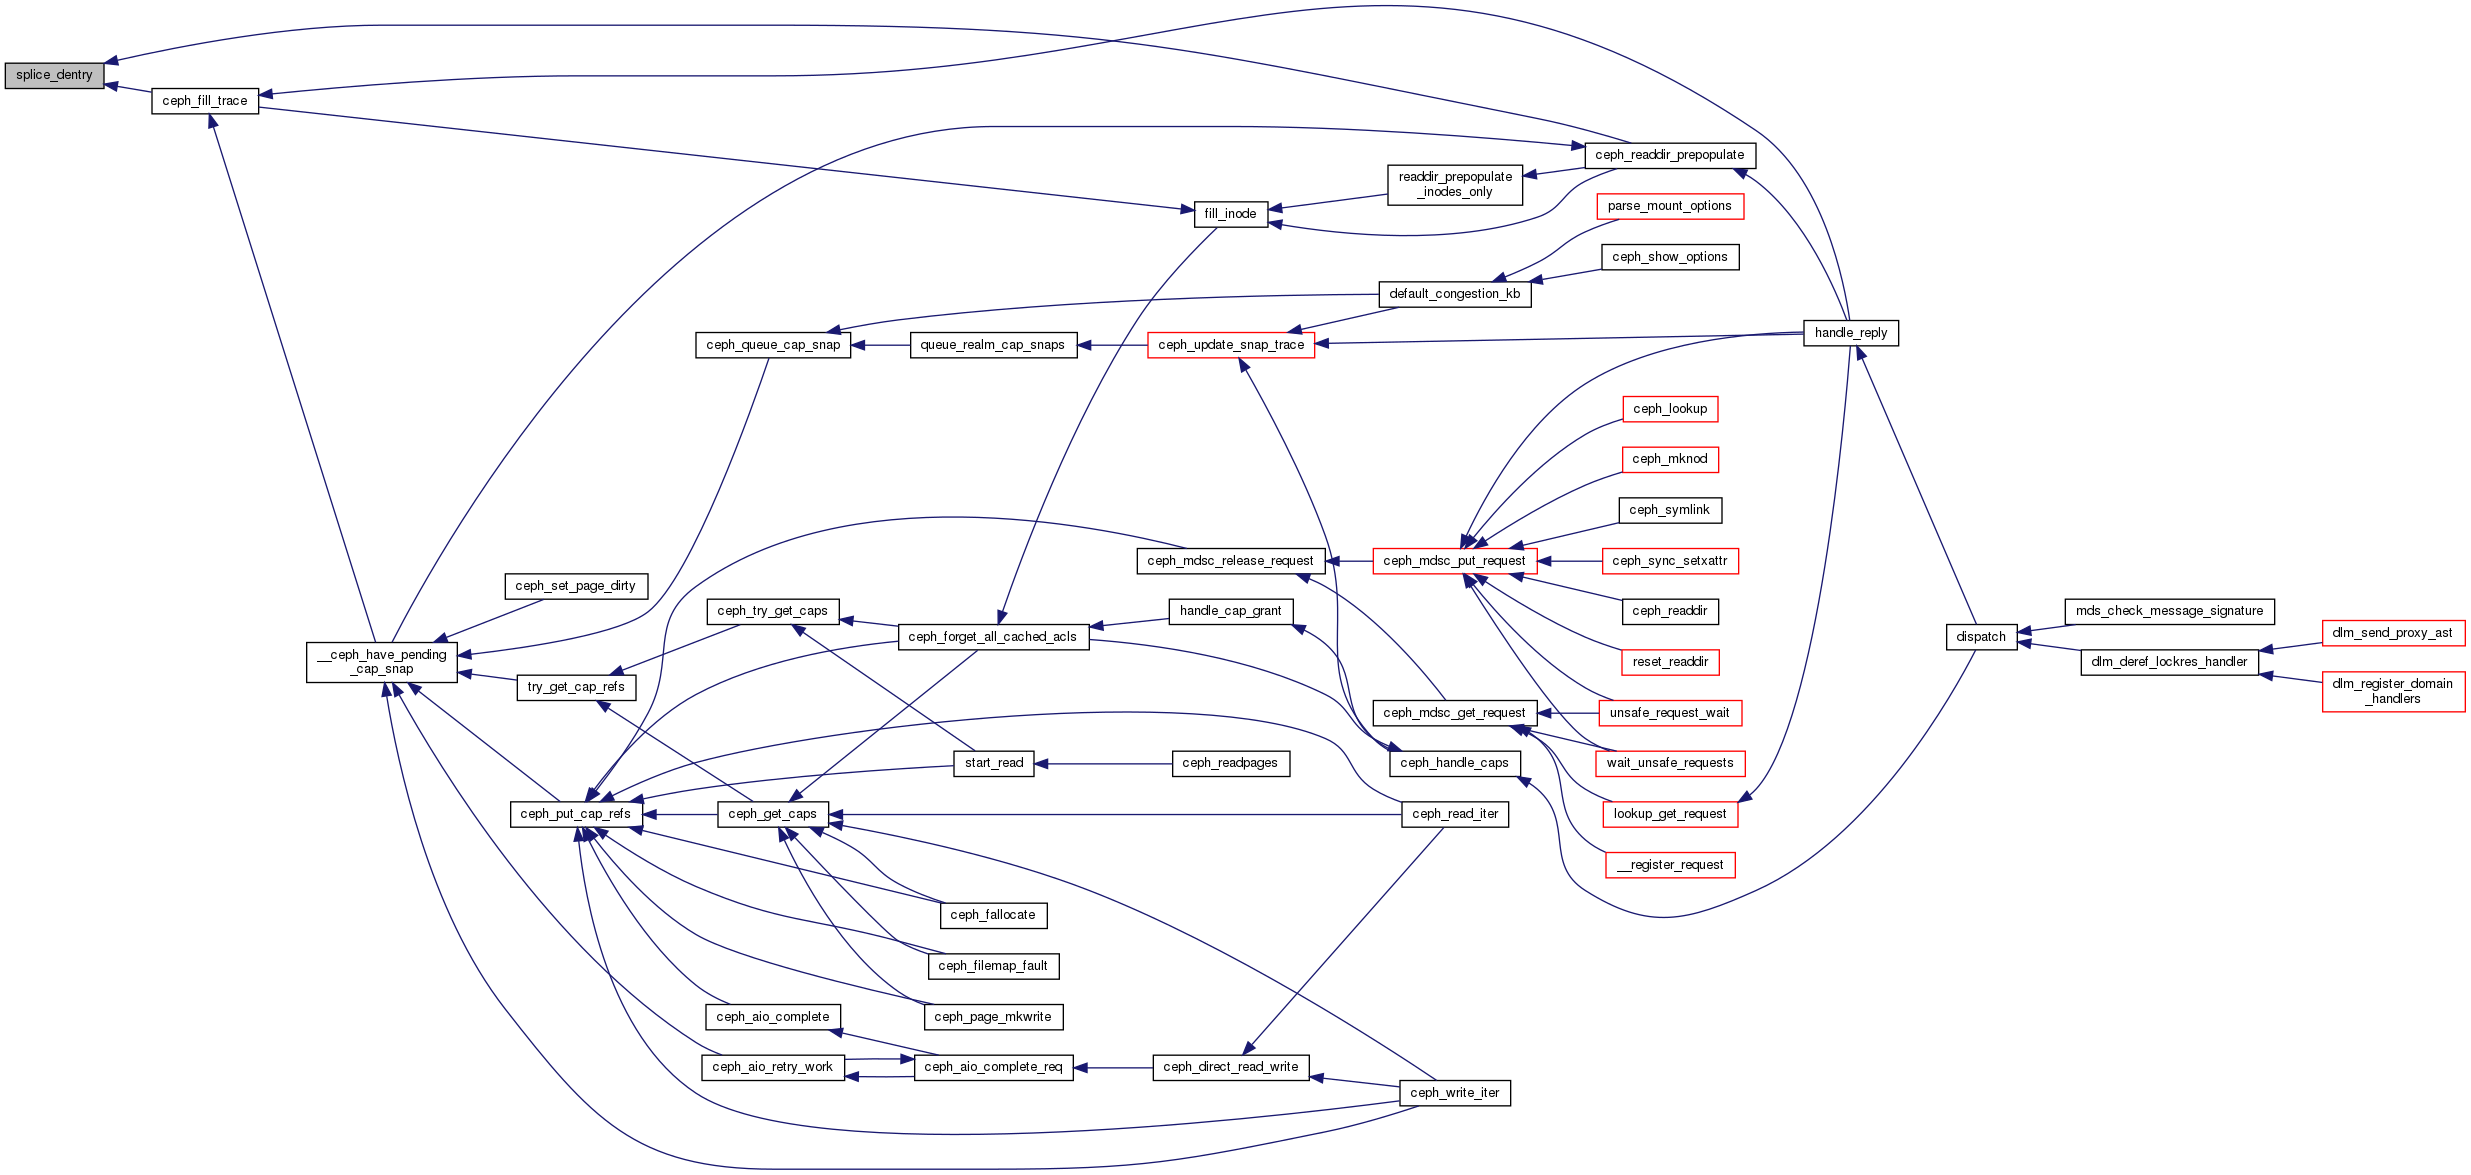 splice_dentry
ceph_fill_trace
ceph_readdir_prepopulate
readdir_prepopulate
_inodes_only
fill_inode
parse_mount_options
ceph_show_options
default_congestion_kb
handle_reply
ceph_queue_cap_snap
queue_realm_cap_snaps
ceph_update_snap_trace
ceph_lookup
ceph_mknod
ceph_symlink
ceph_mdsc_release_request
ceph_mdsc_put_request
ceph_sync_setxattr
ceph_set_page_dirty
ceph_try_get_caps
handle_cap_grant
ceph_readdir
mds_check_message_signature
ceph_forget_all_cached_acls
dispatch
dlm_send_proxy_ast
__ceph_have_pending
_cap_snap
reset_readdir
dlm_deref_lockres_handler
try_get_cap_refs
dlm_register_domain
_handlers
ceph_mdsc_get_request
unsafe_request_wait
start_read
ceph_readpages
ceph_handle_caps
wait_unsafe_requests
ceph_put_cap_refs
ceph_get_caps
ceph_read_iter
lookup_get_request
__register_request
ceph_fallocate
ceph_filemap_fault
ceph_aio_complete
ceph_page_mkwrite
ceph_aio_retry_work
ceph_aio_complete_req
ceph_direct_read_write
ceph_write_iter